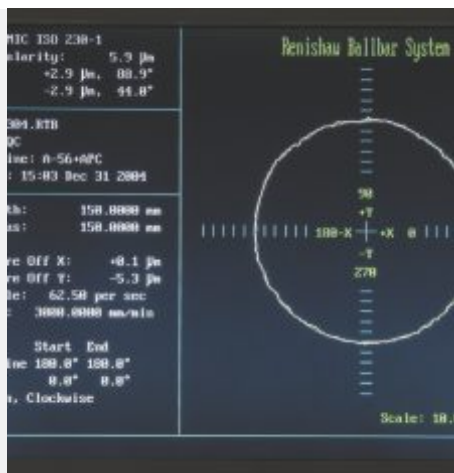 MIC ISO 230-1
larity: 5.9 µm
+2.9 µm, 88.9°
-2.9 µm, 44.0°
304.RTB
QC
ine: A-56+APC
: 15:03 Dec 31 2004
th: 150.0000 mm
us: 150.0000 mm
re Off X: +0.1 µm
re Off Y: -5.3 µm
le: 62.50 per sec
: 3000.0000 mm/min
Start End
ine 180.0° 180.0°
0.0° 0.0°
, Clockwise
Renishaw Ballbar System
90
+Y
180-X +X 0
-Y
270
Scale: 10.